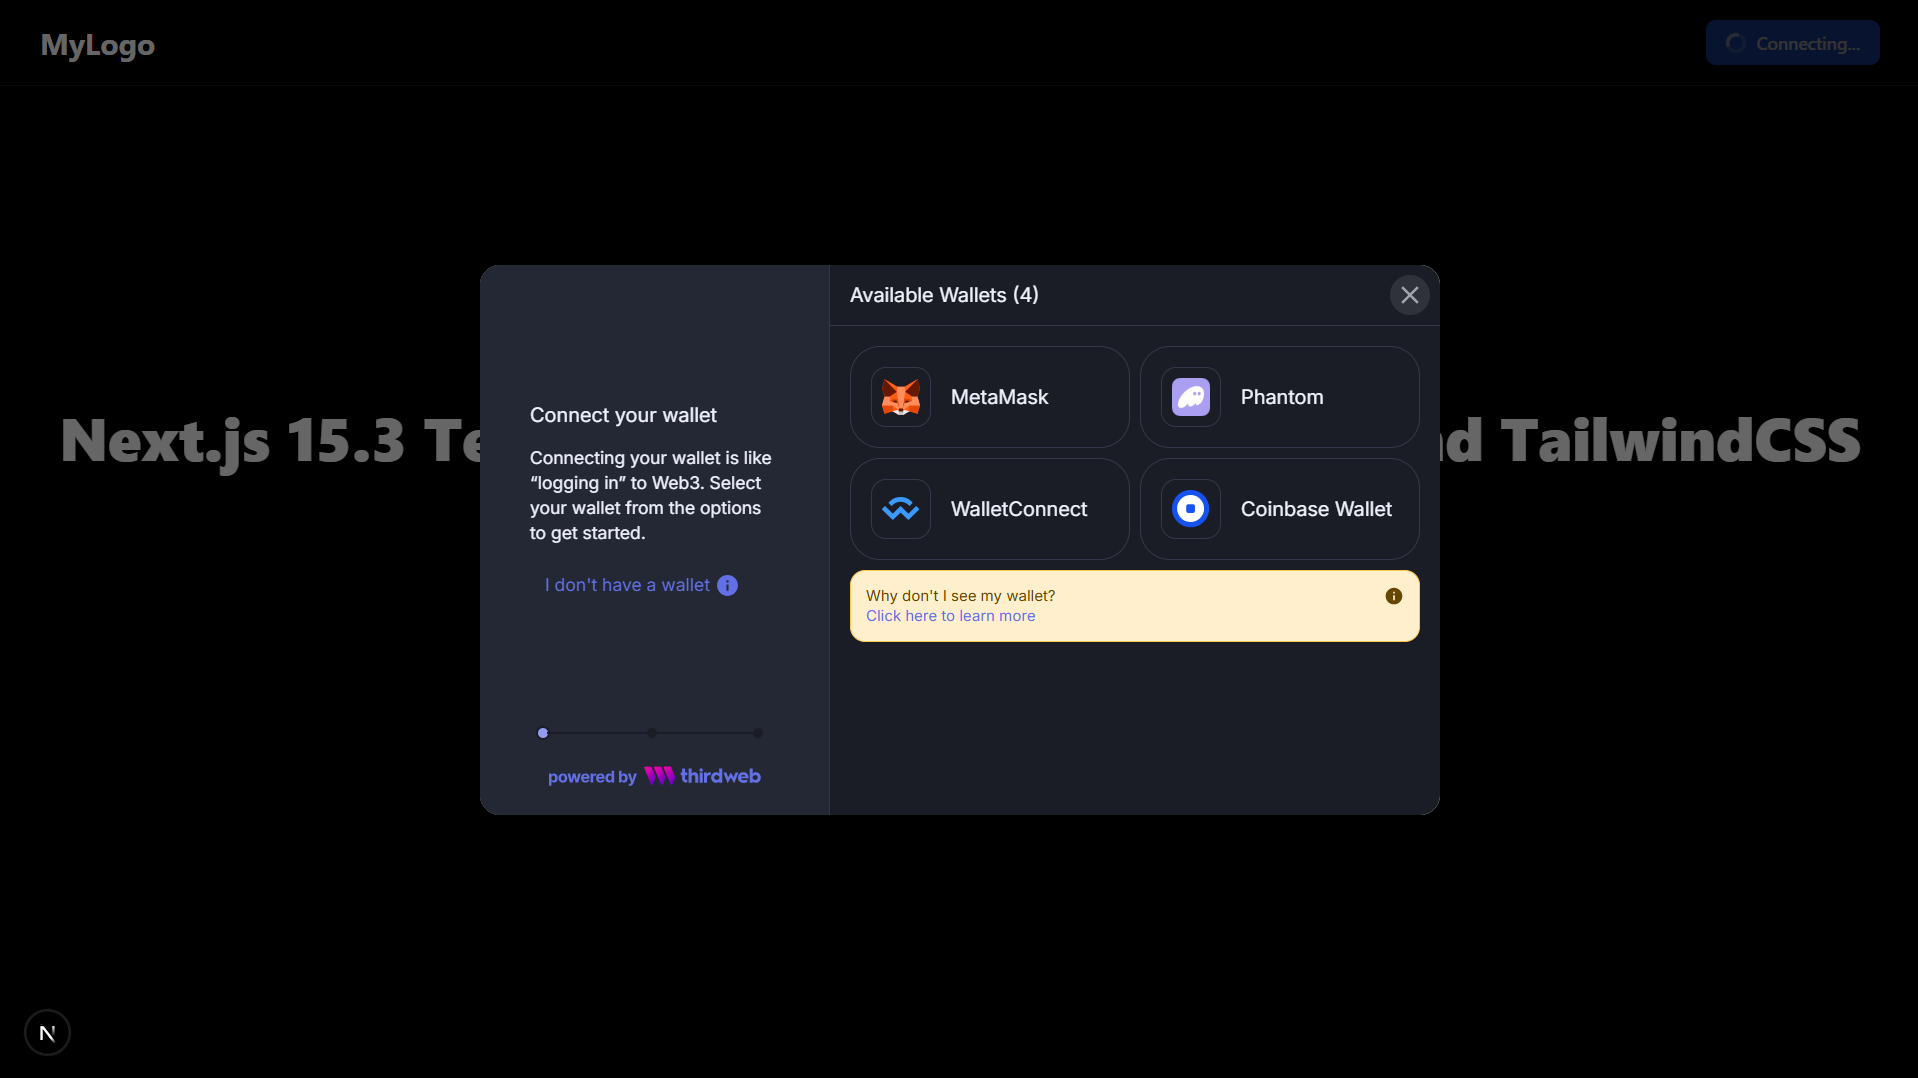 MyLogo
Connecting...
Next.js 15.3
TailwindCSS
Connect your wallet
Connecting your wallet is like
“logging in” to Web3. Select
your wallet from the options
to get started.
I don't have a wallet
powered by thirdweb
Available Wallets (4)
MetaMask
Phantom
WalletConnect
Coinbase Wallet
Why don't I see my wallet?
Click here to learn more
N